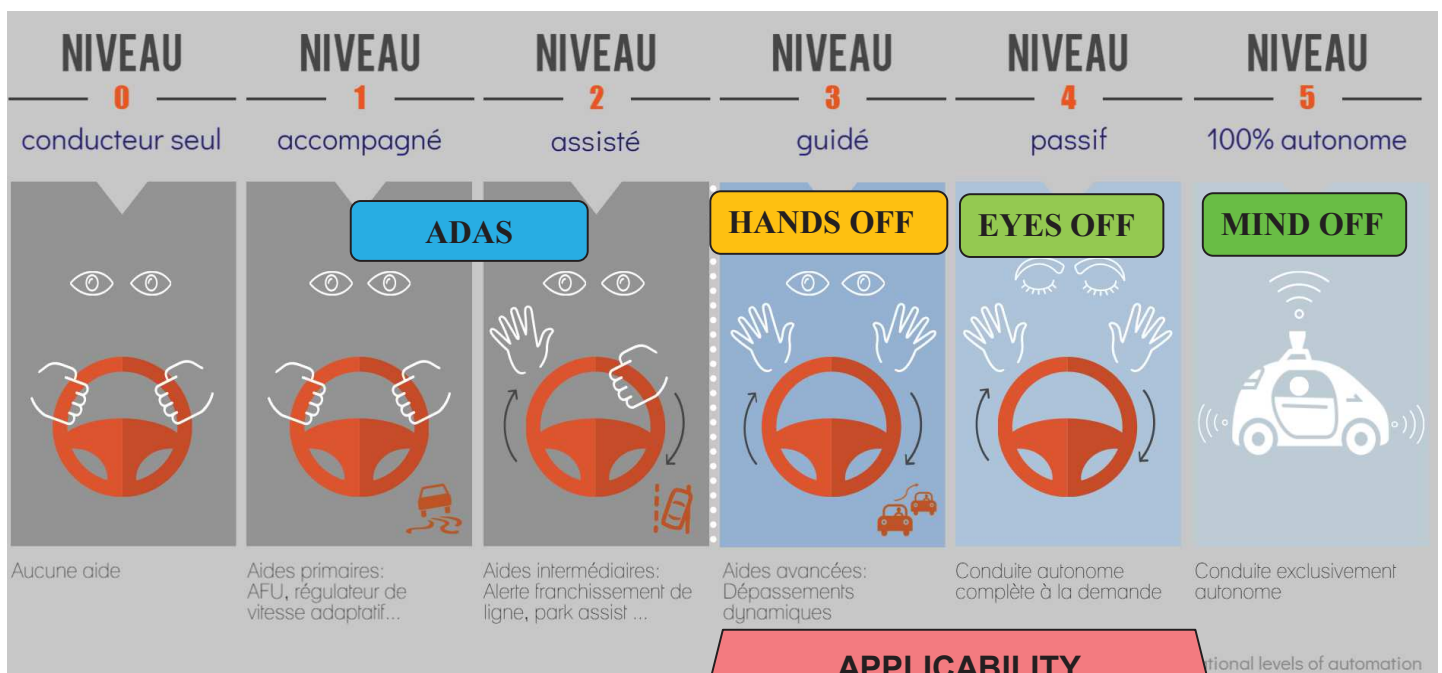 NIVEAU
0
conducteur seul
Aucune aide
NIVEAU
1
accompagné
Aides primaires:
AFU, régulateur de
vitesse adaptatif...
NIVEAU
2
assisté
ADAS
Aides intermédiaires:
Alerte franchissement de
ligne, park assist ...
NIVEAU
3
guidé
HANDS OFF
Aides avancées:
Dépassements
dynamiques
NIVEAU
4
passif
EYES OFF
Conduite autonome
complète à la demande
NIVEAU
5
100% autonome
MIND OFF
Conduite exclusivement
autonome
APPLICABILITY
levels of automation